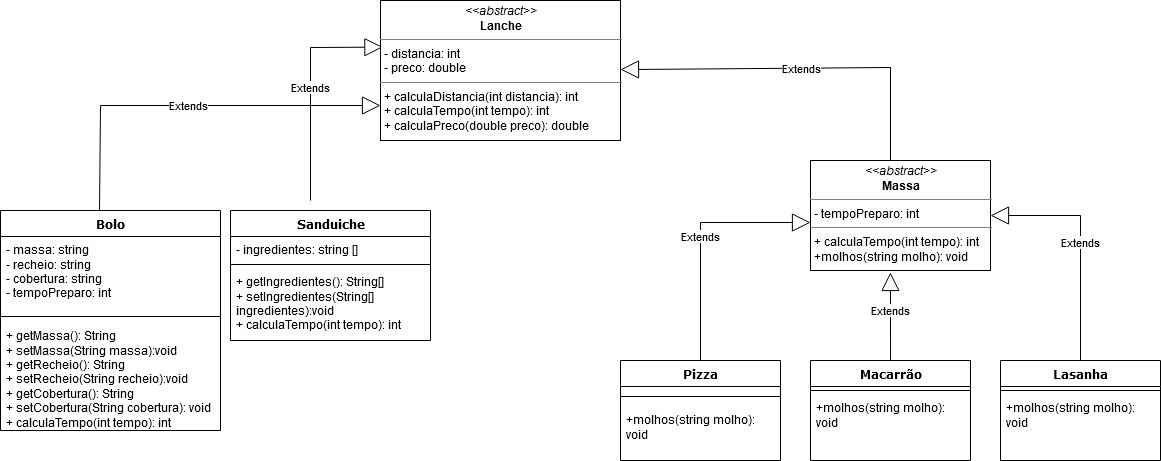 <<abstract>>
Lanche
- distancia: int
- preco: double
+ calculaDistancia(int distancia): int
+ calculaTempo(int tempo): int
+ calculaPreco(double preco): double
Extends
Extends
Extends
<<abstract>>
Massa
- tempoPreparo: int
+ calculaTempo(int tempo): int
+molhos(string molho): void
Bolo
- massa: string
- recheio: string
- cobertura: string
- tempoPreparo: int
+ getMassa(): String
+ setMassa(String massa):void
+ getRecheio(): String
+ setRecheio(String recheio):void
+ getCobertura(): String
+ setCobertura(String cobertura): void
+ calculaTempo(int tempo): int
Sanduiche
- ingredientes: string []
+ getIngredientes(): String[]
+ setIngredientes(String[]
ingredientes):void
+ calculaTempo(int tempo): int
Extends
Extends
Extends
Pizza
+molhos(string molho):
void
Macarrão
+molhos(string molho):
void
Lasanha
+molhos(string molho):
void